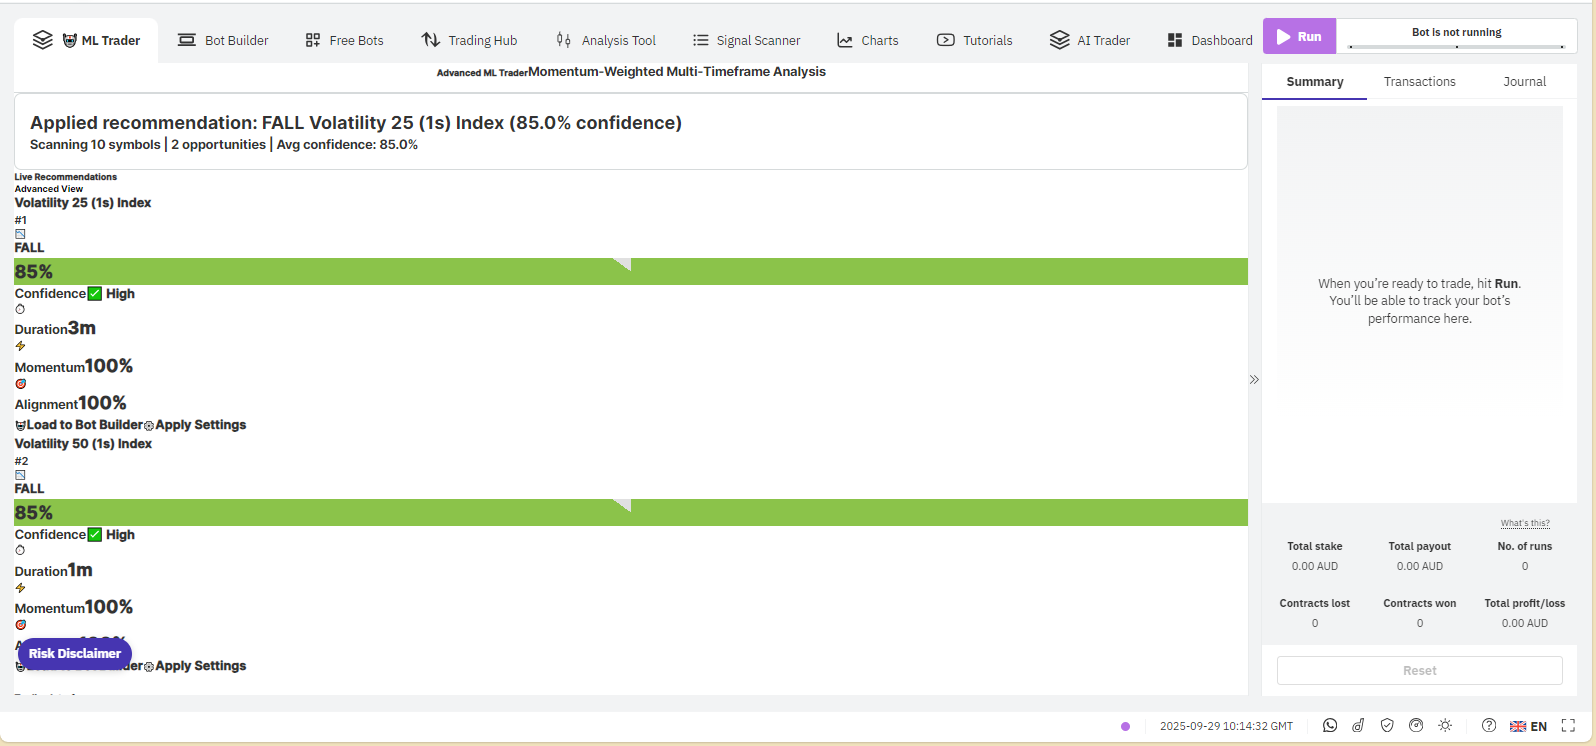 ML Trader
Bot Builder
Free Bots
Trading Hub
Analysis Tool
Signal Scanner
Charts
Tutorials
AI Trader
Dashboard
Run
Bot is not running
Advanced ML TraderMomentum-Weighted Multi-Timeframe Analysis
Applied recommendation: FALL Volatility 25 (1s) Index (85.0% confidence)
Scanning 10 symbols | 2 opportunities | Avg confidence: 85.0%
Live Recommendations
Advanced View
Volatility 25 (1s) Index
#1
FALL
85%
Confidence✅ High
Duration3m
Momentum100%
Alignment100%
Load to Bot Builder Apply Settings
Volatility 50 (1s) Index
#2
FALL
85%
Confidence✅ High
Duration1m
Momentum100%
Risk Disclaimer
Apply Settings
Summary
Transactions
Journal
When you're ready to trade, hit Run.
You'll be able to track your bot's
performance here.
What's this?
Total stake
Total payout
No. of runs
0.00 AUD
0.00 AUD
0
Contracts lost
Contracts won
Total profit/loss
0
0
0.00 AUD
Reset
2025-09-29 10:14:32 GMT
EN